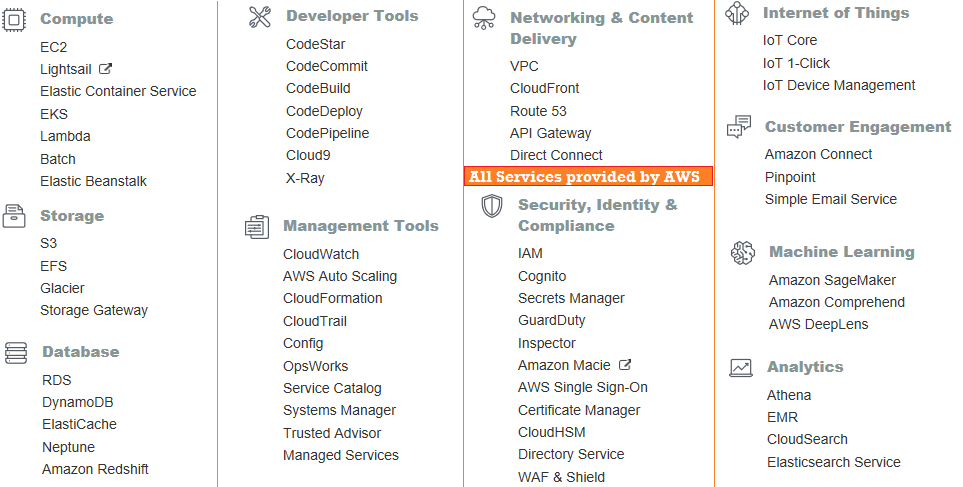 Compute
EC2
Lightsail
Elastic Container Service
EKS
Lambda
Batch
Elastic Beanstalk
Storage
S3
EFS
Glacier
Storage Gateway
Database
RDS
DynamoDB
ElastiCache
Neptune
Amazon Redshift
Developer Tools
CodeStar
CodeCommit
CodeBuild
CodeDeploy
CodePipeline
Cloud9
X-Ray
Management Tools
CloudWatch
AWS Auto Scaling
CloudFormation
CloudTrail
Config
OpsWorks
Service Catalog
Systems Manager
Trusted Advisor
Managed Services
Networking & Content
Delivery
VPC
CloudFront
Route 53
API Gateway
Direct Connect
All Services provided by AWS
Security, Identity &
Compliance
IAM
Cognito
Secrets Manager
GuardDuty
Inspector
Amazon Macie
AWS Single Sign-On
Certificate Manager
CloudHSM
Directory Service
WAF & Shield
Internet of Things
IoT Core
IoT 1-Click
IoT Device Management
Customer Engagement
Amazon Connect
Pinpoint
Simple Email Service
Machine Learning
Amazon SageMaker
Amazon Comprehend
AWS DeepLens
Analytics
Athena
EMR
CloudSearch
Elasticsearch Service